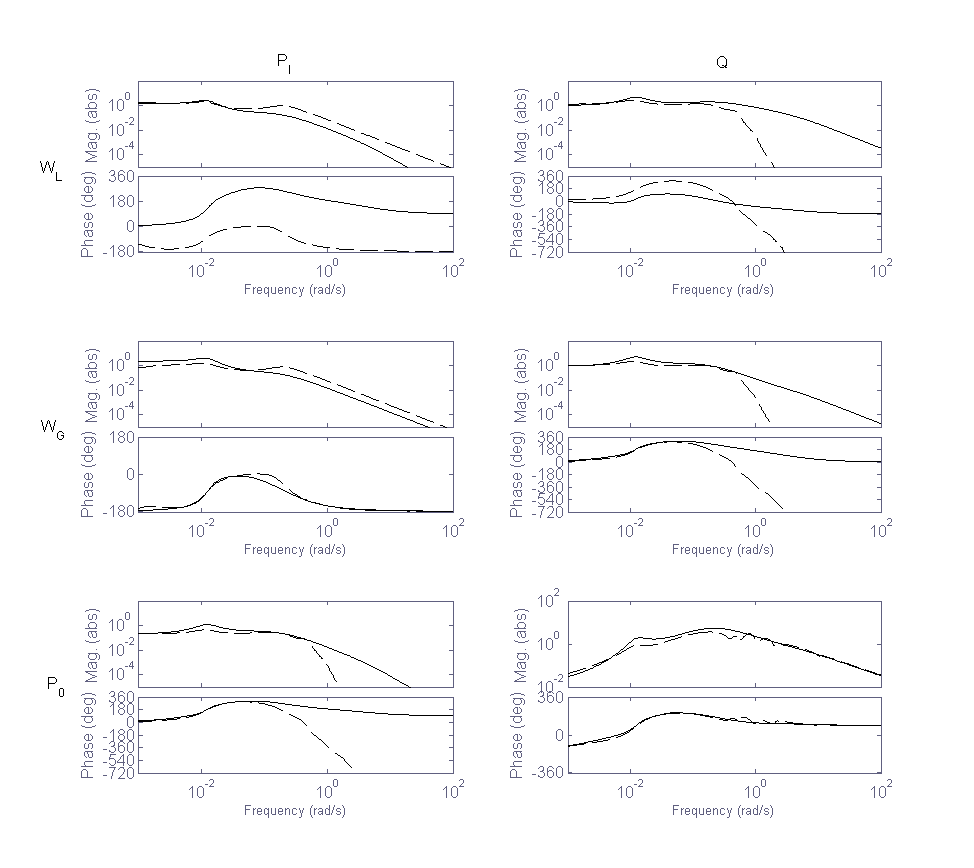 P_I Q
W_L
Mag. (abs) 10^0 10^-2 10^-4
Phase (deg) 360 180 0 -180
10^-2 10^0 10^2
Frequency (rad/s)
Mag. (abs) 10^0 10^-2 10^-4
Phase (deg) 360 180 0 -180 -360 -540 -720
10^-2 10^0 10^2
Frequency (rad/s)
W_G
Mag. (abs) 10^0 10^-2 10^-4
Phase (deg) 180 0 -180
10^-2 10^0 10^2
Frequency (rad/s)
Mag. (abs) 10^0 10^-2 10^-4
Phase (deg) 360 180 0 -180 -360 -540 -720
10^-2 10^0 10^2
Frequency (rad/s)
P_0
Mag. (abs) 10^0 10^-2 10^-4
Phase (deg) 360 180 0 -180 -360 -540 -720
10^-2 10^0 10^2
Frequency (rad/s)
Mag. (abs) 10^2 10^0 10^-2
Phase (deg) 360 0 -360
10^-2 10^0 10^2
Frequency (rad/s)